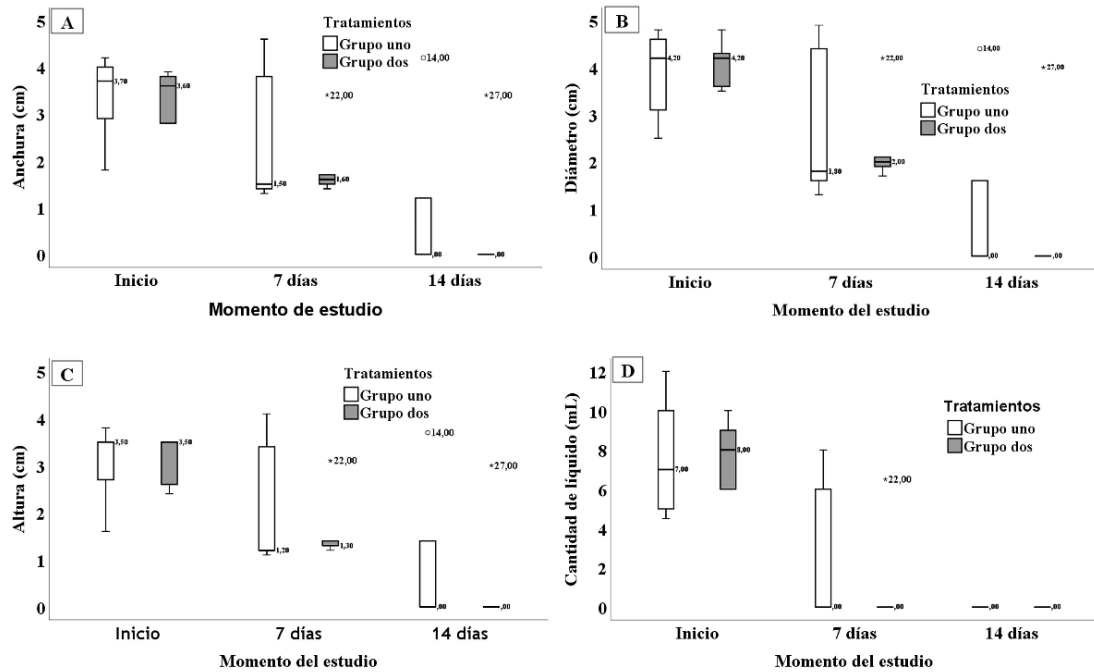 A
Tratamientos
Grupo uno
Grupo dos
Anchura (cm)
5
4
3
2
1
0
3,70
3,60
1,50
*22,00
1,60
○14,00
,00
*27,00
,00
Inicio
7 días
14 días
Momento de estudio
B
Tratamientos
Grupo uno
Grupo dos
Diámetro (cm)
5
4
3
2
1
0
4,20
4,20
1,80
*22,00
2,00
○14,00
,00
*27,00
,00
Inicio
7 días
14 días
Momento del estudio
C
Tratamientos
Grupo uno
Grupo dos
Altura (cm)
5
4
3
2
1
0
3,50
3,50
1,20
*22,00
1,30
○14,00
,00
*27,00
,00
Inicio
7 días
14 días
Momento del estudio
D
Tratamientos
Grupo uno
Grupo dos
Cantidad de líquido (mL)
12
10
8
6
4
2
0
7,00
8,00
,00
*22,00
,00
,00
,00
Inicio
7 días
14 días
Momento del estudio